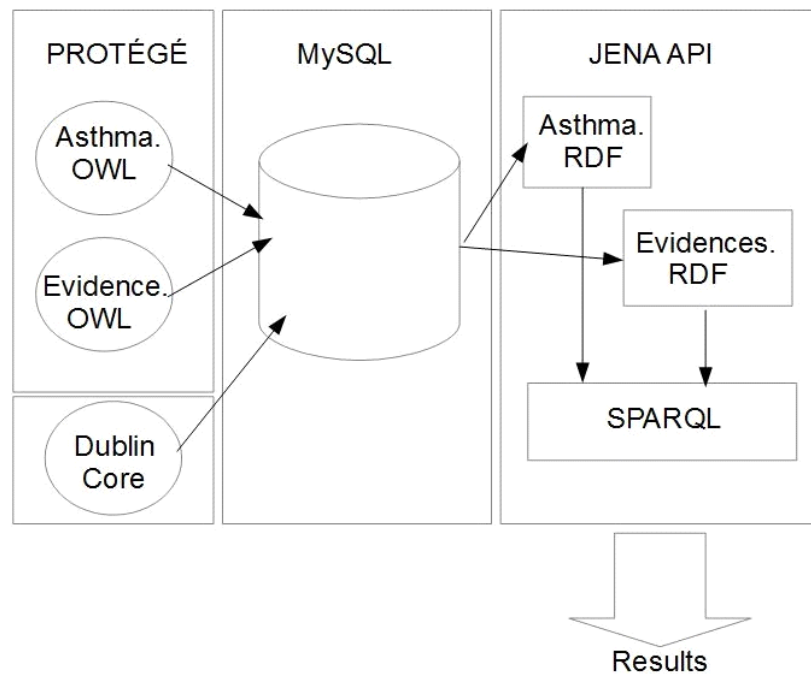 PROTÉGÉ
Asthma.
OWL
Evidence.
OWL
Dublin
Core
MySQL
JENA API
Asthma.
RDF
Evidences.
RDF
SPARQL
Results